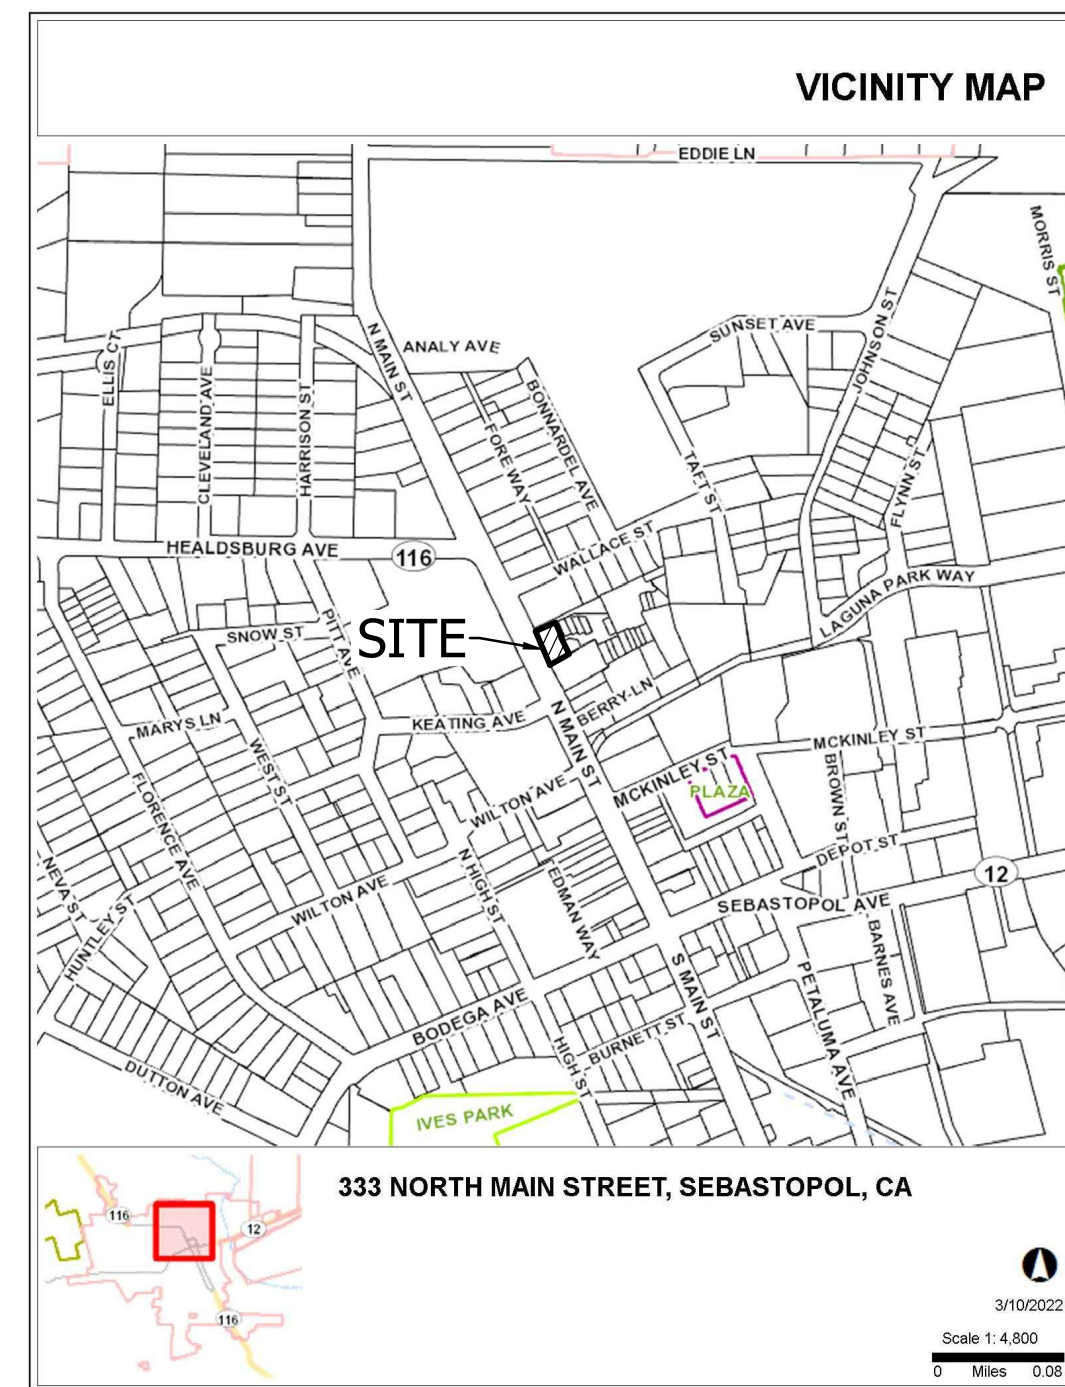 VICINITY MAP
EDDIE LN
MORRIS ST
N MAIN ST
ANALY AVE
SUNSET AVE
JOHNSON ST
ELLIS CT
CLEVELAND AVE
HARRISON ST
FORE WAY
BONNARDEL AVE
TAFT ST
FLYNN ST
HEALDSBURG AVE
116
WALLACE ST
LAGUNA PARK WAY
SNOW ST
PITT AVE
SITE
MARYS LN
WEST ST
KEATING AVE
N MAIN ST
BERRY LN
MCKINLEY ST
MCKINLEY ST
PLAZA
BROWN ST
FLORENCE AVE
WILTON AVE
DEPOT ST
NEVA ST
HUNTLEY ST
WILTON AVE
N HIGH ST
EDMAN WAY
12
SEBASTOPOL AVE
BARNES AVE
S MAIN ST
PETALUMA AVE
BODEGA AVE
BURNETT ST
HIGH ST
DUTTON AVE
IVES PARK
116
12
116
333 NORTH MAIN STREET, SEBASTOPOL, CA
3/10/2022
Scale 1: 4,800
0 Miles 0.08